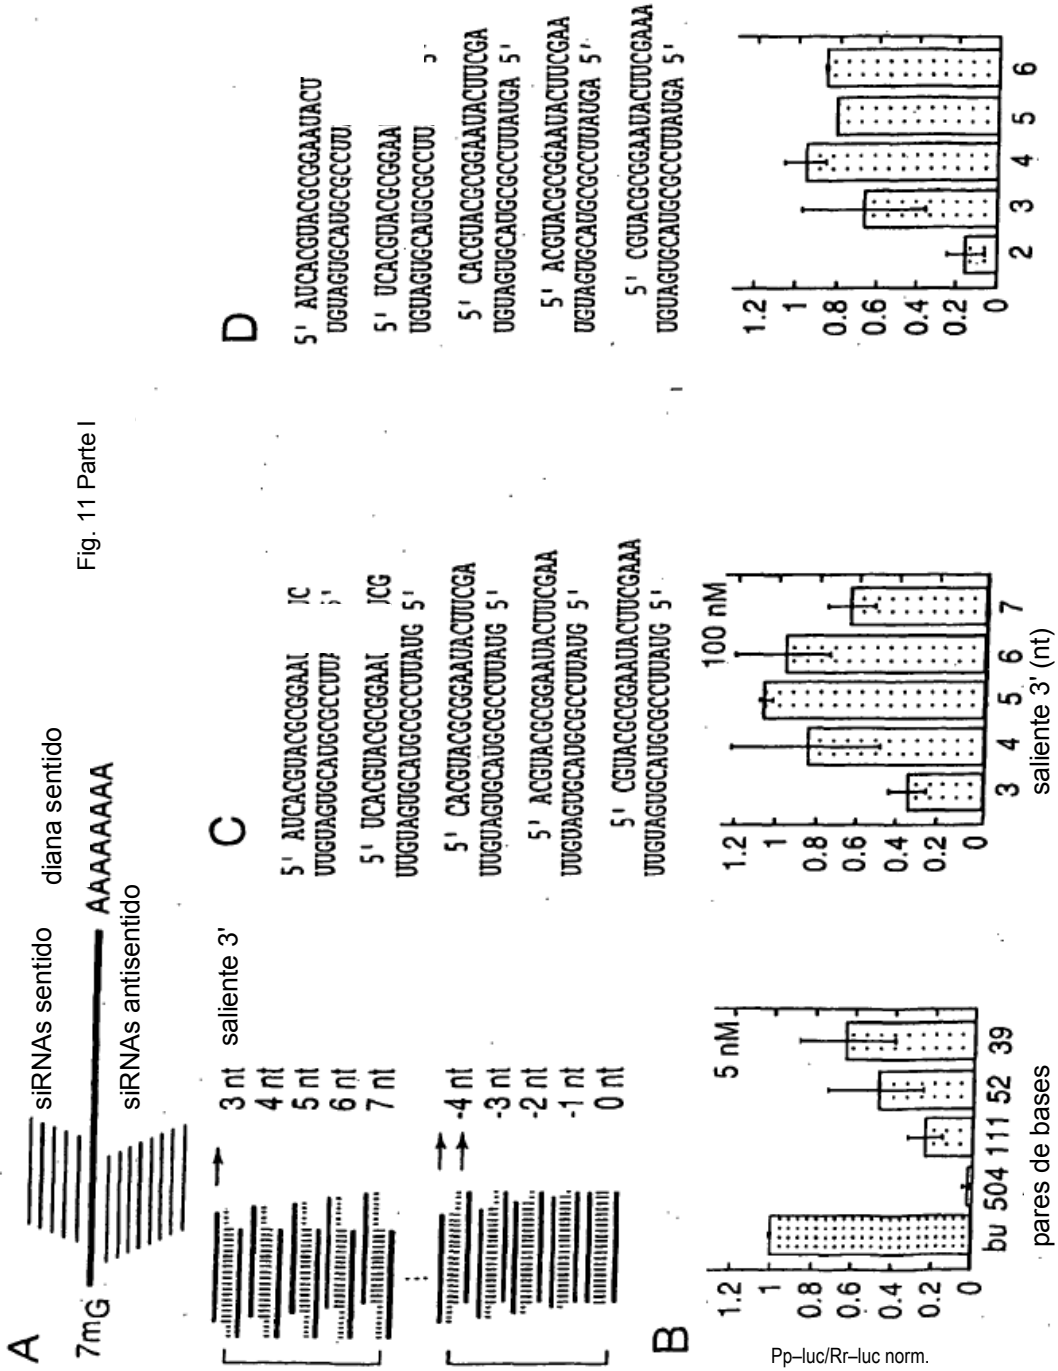 Fig. 11 Parte I
A
siRNAs sentido
diana sentido
7mG
AAAAAAAA
siRNAs antisentido
saliente 3'
3 nt
4 nt
5 nt
6 nt
7 nt
-4 nt
-3 nt
-2 nt
-1 nt
0 nt
B
Pp–luc/Rr–luc norm.
1.2
1
0.8
0.6
0.4
0.2
0
5 nM
bu 504 111 52 39
pares de bases
C
5' AUCACGUACGCGGAAU
UUGUAGUGCAUGCGCCUU
5'
5' UCACGUACGCGGAAU
UUGUAGUGCAUGCGCCUUAUG 5'
5' CACGUACGCGGAAUACUUCGA
UUGUAGUGCAUGCGCCUUAUG 5'
5' ACGUACGCGGAAUACUUCGAA
UUGUAGUGCAUGCGCCUUAUG 5'
5' CGUACGCGGAAUACUUCGAAA
UUGUAGUGCAUGCGCCUUAUG 5'
1.2
1
0.8
0.6
0.4
0.2
0
100 nM
3 4 5 6 7
saliente 3' (nt)
D
5' AUCACGUACGCGGAAUACU
UGUAGUGCAUGCGCCUU
5' UCACGUACGCGGAA
UGUAGUGCAUGCGCCUU
5' CACGUACGCGGAAUACUUCGA
UGUAGUGCAUGCGCCUUAUGA 5'
5' ACGUACGCGGAAUACUUCGAA
UGUAGUGCAUGCGCCUUAUGA 5'
5' CGUACGCGGAAUACUUCGAAA
UGUAGUGCAUGCGCCUUAUGA 5'
1.2
1
0.8
0.6
0.4
0.2
0
2 3 4 5 6